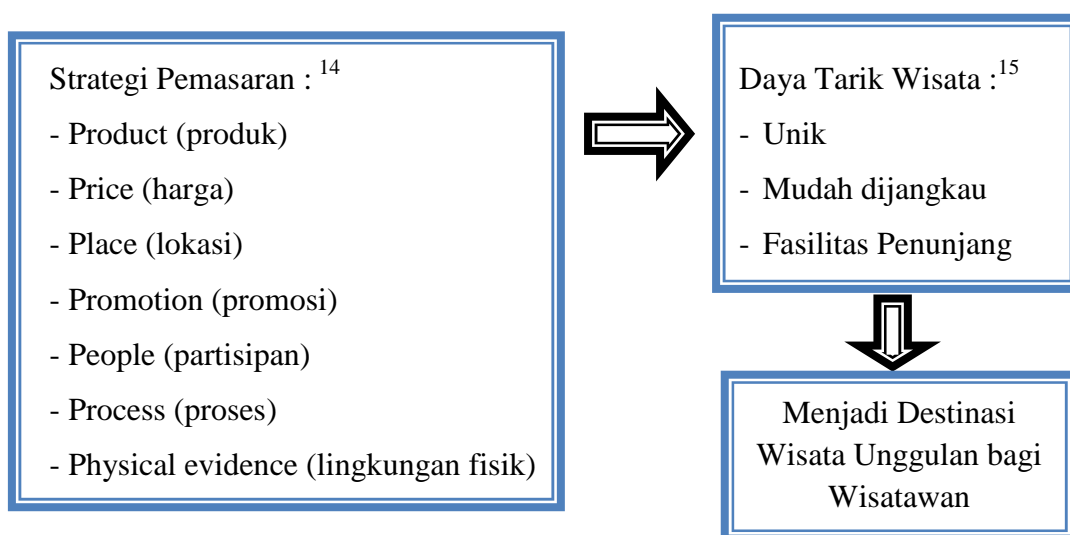 Strategi Pemasaran : 14
- Product (produk)
- Price (harga)
- Place (lokasi)
- Promotion (promosi)
- People (partisipan)
- Process (proses)
- Physical evidence (lingkungan fisik)
Daya Tarik Wisata :15
- Unik
- Mudah dijangkau
- Fasilitas Penunjang
Menjadi Destinasi
Wisata Unggulan bagi
Wisatawan